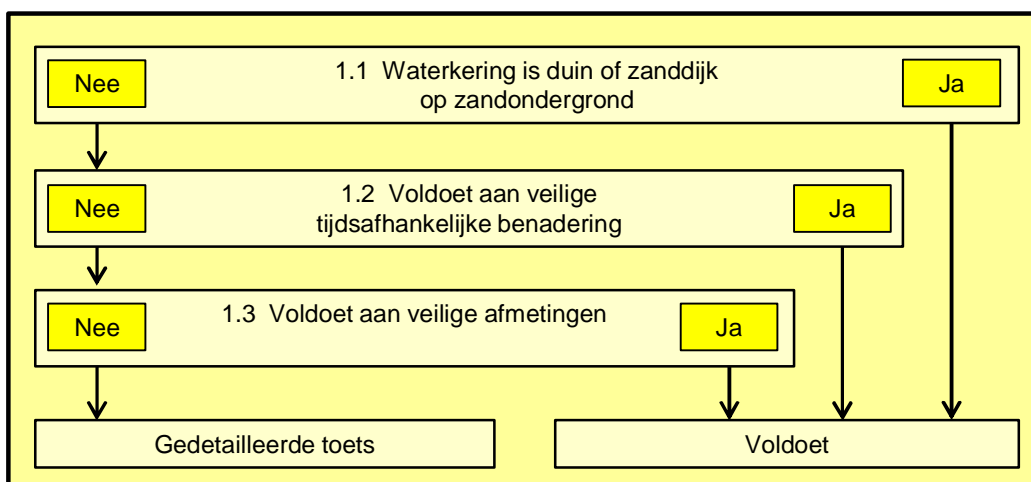 Nee
1.1 Waterkering is duin of zanddijk
op zandondergrond
Ja
Nee
1.2 Voldoet aan veilige
tijdsafhankelijke benadering
Ja
Nee
1.3 Voldoet aan veilige afmetingen
Ja
Gedetailleerde toets
Voldoet